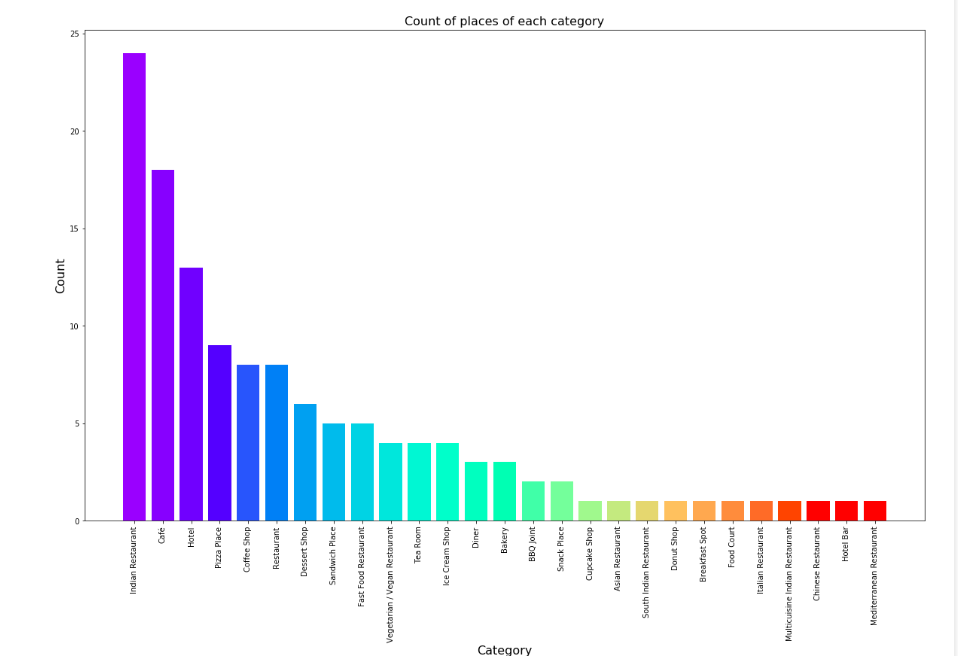 Count of places of each category
Count
25
20
15
10
5
0
Indian Restaurant
Café
Hotel
Pizza Place
Coffee Shop
Restaurant
Dessert Shop
Sandwich Place
Fast Food Restaurant
Vegetarian / Vegan Restaurant
Tea Room
Ice Cream Shop
Diner
Bakery
BBQ Joint
Snack Place
Cupcake Shop
Asian Restaurant
South Indian Restaurant
Donut Shop
Breakfast Spot
Food Court
Italian Restaurant
Multicuisine Indian Restaurant
Chinese Restaurant
Hotel Bar
Mediterranean Restaurant
Category